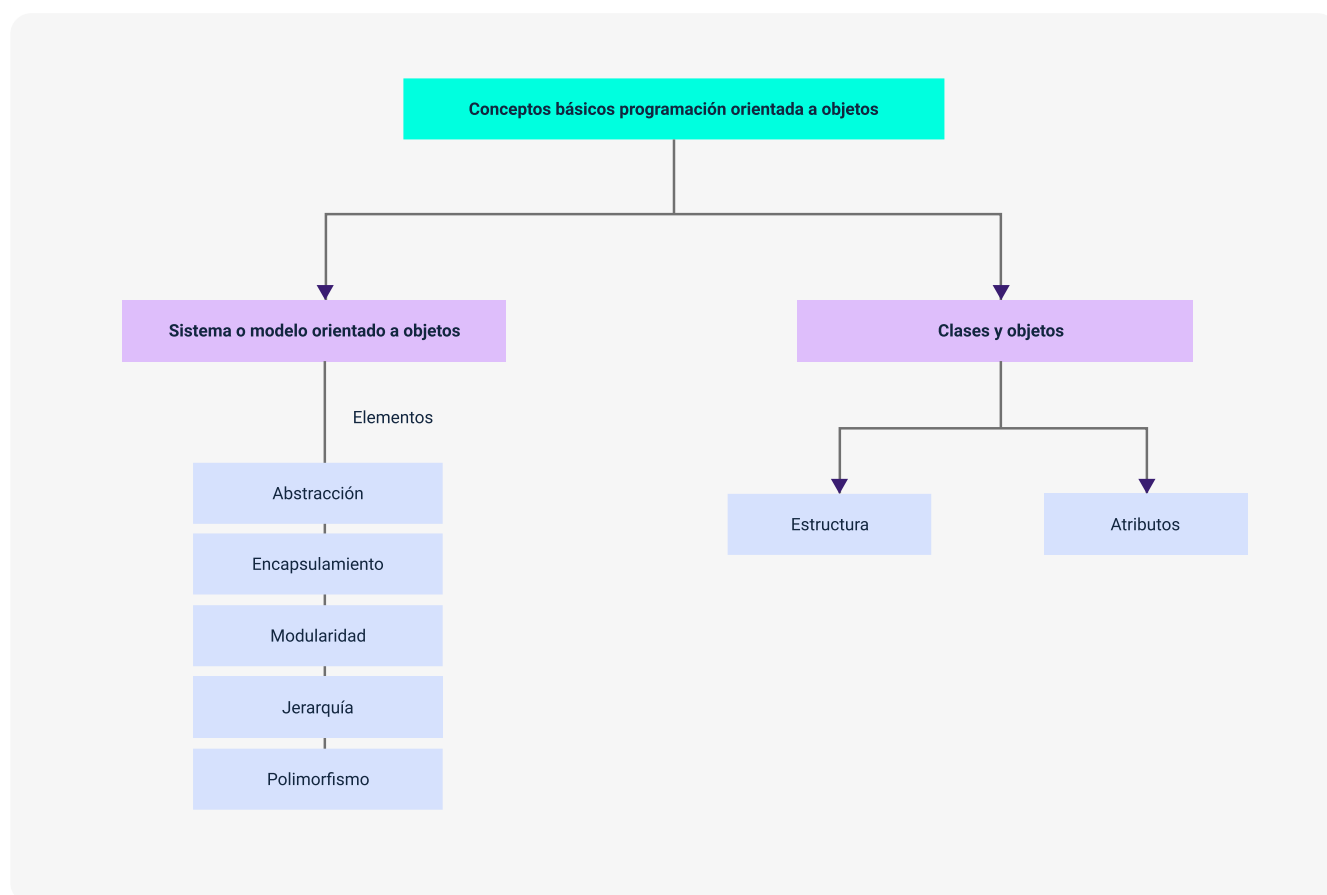 Conceptos básicos programación orientada a objetos
Sistema o modelo orientado a objetos
Clases y objetos
Elementos
Abstracción
Encapsulamiento
Modularidad
Jerarquía
Polimorfismo
Estructura
Atributos